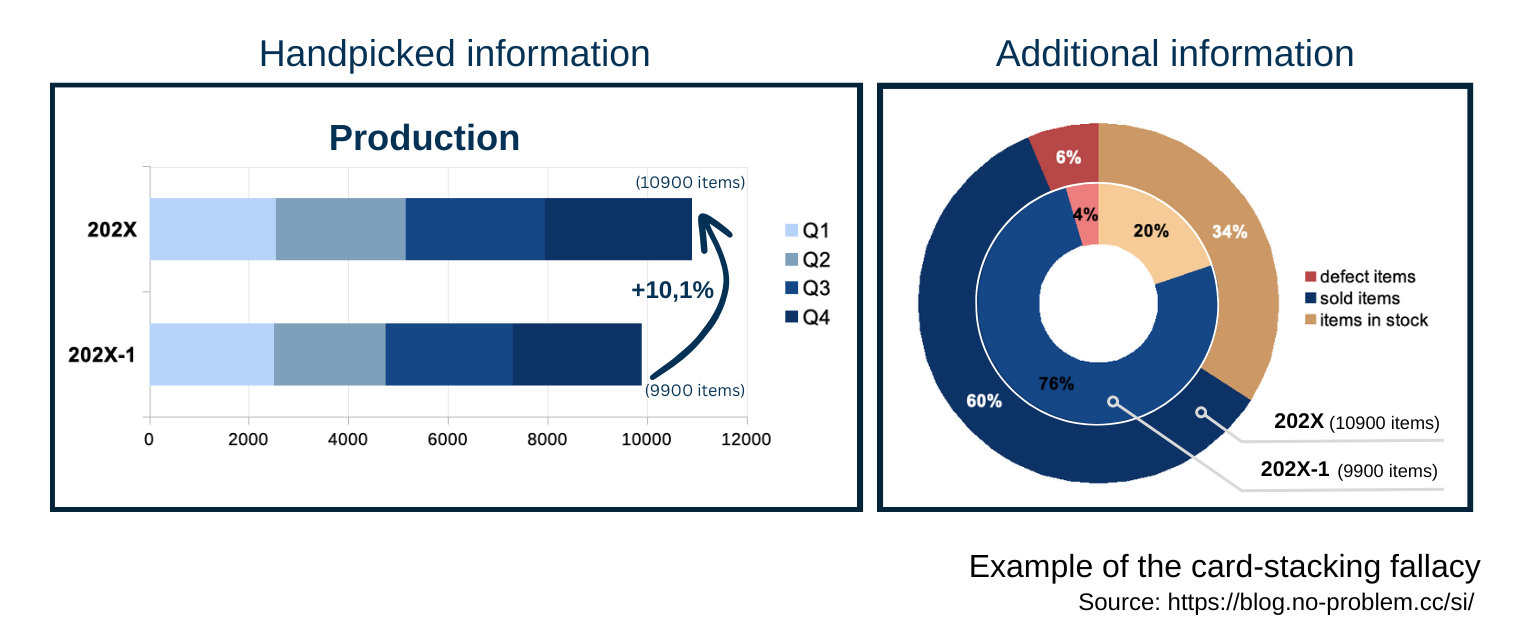 Handpicked information
Additional information
Production
(10900 items)
202X
+10,1%
202X-1
(9900 items)
0 2000 4000 6000 8000 10000 12000
Q1
Q2
Q3
Q4
6%
4%
20%
34%
76%
60%
defect items
sold items
items in stock
202X (10900 items)
202X-1 (9900 items)
Example of the card-stacking fallacy
Source: https://blog.no-problem.cc/si/